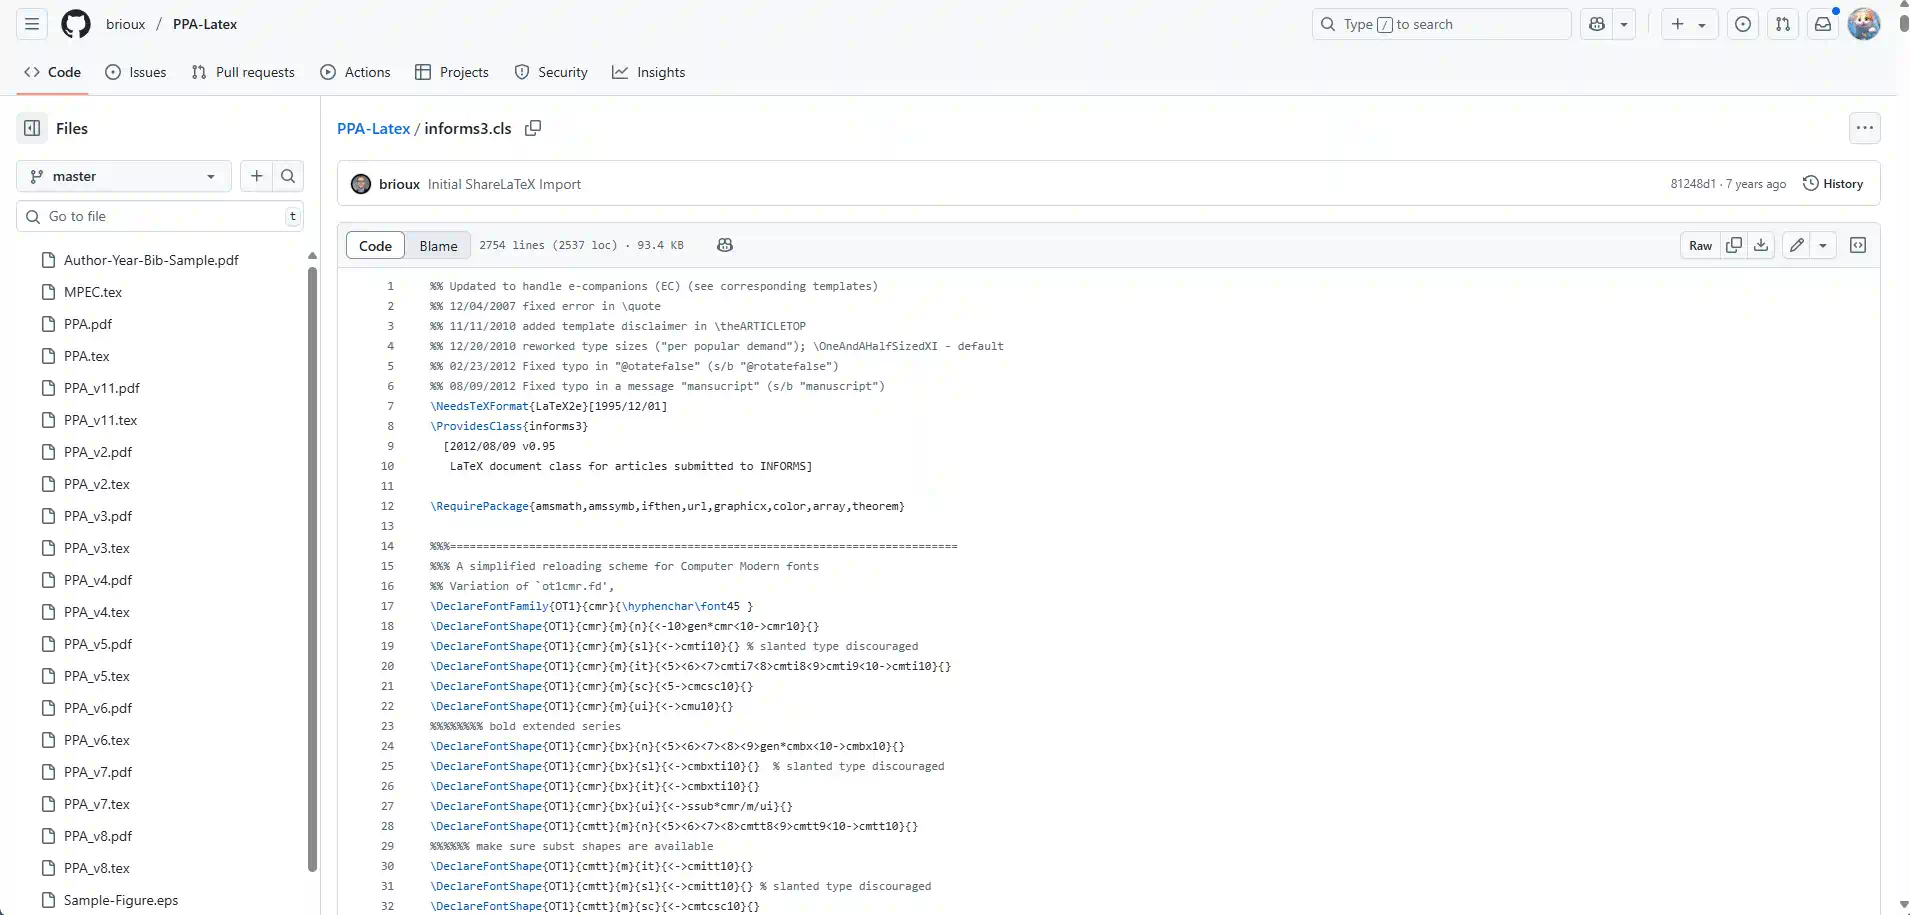 brioux / PPA-Latex
Type / to search
Code
Issues
Pull requests
Actions
Projects
Security
Insights
Files
master
Go to file
t
Author-Year-Bib-Sample.pdf
MPEC.tex
PPA.pdf
PPA.tex
PPA_v11.pdf
PPA_v11.tex
PPA_v2.pdf
PPA_v2.tex
PPA_v3.pdf
PPA_v3.tex
PPA_v4.pdf
PPA_v4.tex
PPA_v5.pdf
PPA_v5.tex
PPA_v6.pdf
PPA_v6.tex
PPA_v7.pdf
PPA_v7.tex
PPA_v8.pdf
PPA_v8.tex
Sample-Figure.eps
PPA-Latex / informs3.cls
brioux Initial ShareLaTeX Import
81248d1 · 7 years ago
History
Code
Blame
2754 lines (2537 loc) · 93.4 KB
Raw
1 %% Updated to handle e-companions (EC) (see corresponding templates)
2 %% 12/04/2007 fixed error in \quote
3 %% 11/11/2010 added template disclaimer in \theARTICLETOP
4 %% 12/20/2010 reworked type sizes ("per popular demand"); \OneAndAHalfSizedXI - default
5 %% 02/23/2012 Fixed typo in "@otatefalse" (s/b "@rotatefalse")
6 %% 08/09/2012 Fixed typo in a message "mansucript" (s/b "manuscript")
7 \NeedsTeXFormat{LaTeX2e}[1995/12/01]
8 \ProvidesClass{informs3}
9 [2012/08/09 v0.95
10 LaTeX document class for articles submitted to INFORMS]
11
12 \RequirePackage{amsmath,amssymb,ifthen,url,graphicx,color,array,theorem}
13
14 %%%=============================================================================
15 %%% A simplified reloading scheme for Computer Modern fonts
16 %% Variation of `ot1cmr.fd',
17 \DeclareFontFamily{OT1}{cmr}{\hyphenchar\font45 }
18 \DeclareFontShape{OT1}{cmr}{m}{n}{<-10>gen*cmr<10->cmr10}{}
19 \DeclareFontShape{OT1}{cmr}{m}{sl}{<->cmti10}{} % slanted type discouraged
20 \DeclareFontShape{OT1}{cmr}{m}{it}{<5><6><7>cmti7<8>cmti8<9>cmti9<10->cmti10}{}
21 \DeclareFontShape{OT1}{cmr}{m}{sc}{<5->cmcsc10}{}
22 \DeclareFontShape{OT1}{cmr}{m}{ui}{<->cmu10}{}
23 %%%%%%%% bold extended series
24 \DeclareFontShape{OT1}{cmr}{bx}{n}{<5><6><7><8><9>gen*cmbx<10->cmbx10}{}
25 \DeclareFontShape{OT1}{cmr}{bx}{sl}{<->cmbxti10}{} % slanted type discouraged
26 \DeclareFontShape{OT1}{cmr}{bx}{it}{<->cmbxti10}{}
27 \DeclareFontShape{OT1}{cmr}{bx}{ui}{<->ssub*cmr/m/ui}{}
28 \DeclareFontShape{OT1}{cmtt}{m}{n}{<5><6><7><8>cmtt8<9>cmtt9<10->cmtt10}{}
29 %%%%%% make sure subst shapes are available
30 \DeclareFontShape{OT1}{cmtt}{m}{it}{<->cmitt10}{}
31 \DeclareFontShape{OT1}{cmtt}{m}{sl}{<->cmitt10}{} % slanted type discouraged
32 \DeclareFontShape{OT1}{cmtt}{m}{sc}{<->cmtcsc10}{}